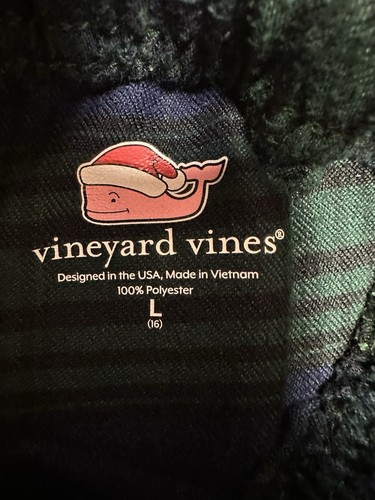 vineyard vines®
Designed in the USA, Made in Vietnam
100% Polyester
L
(16)